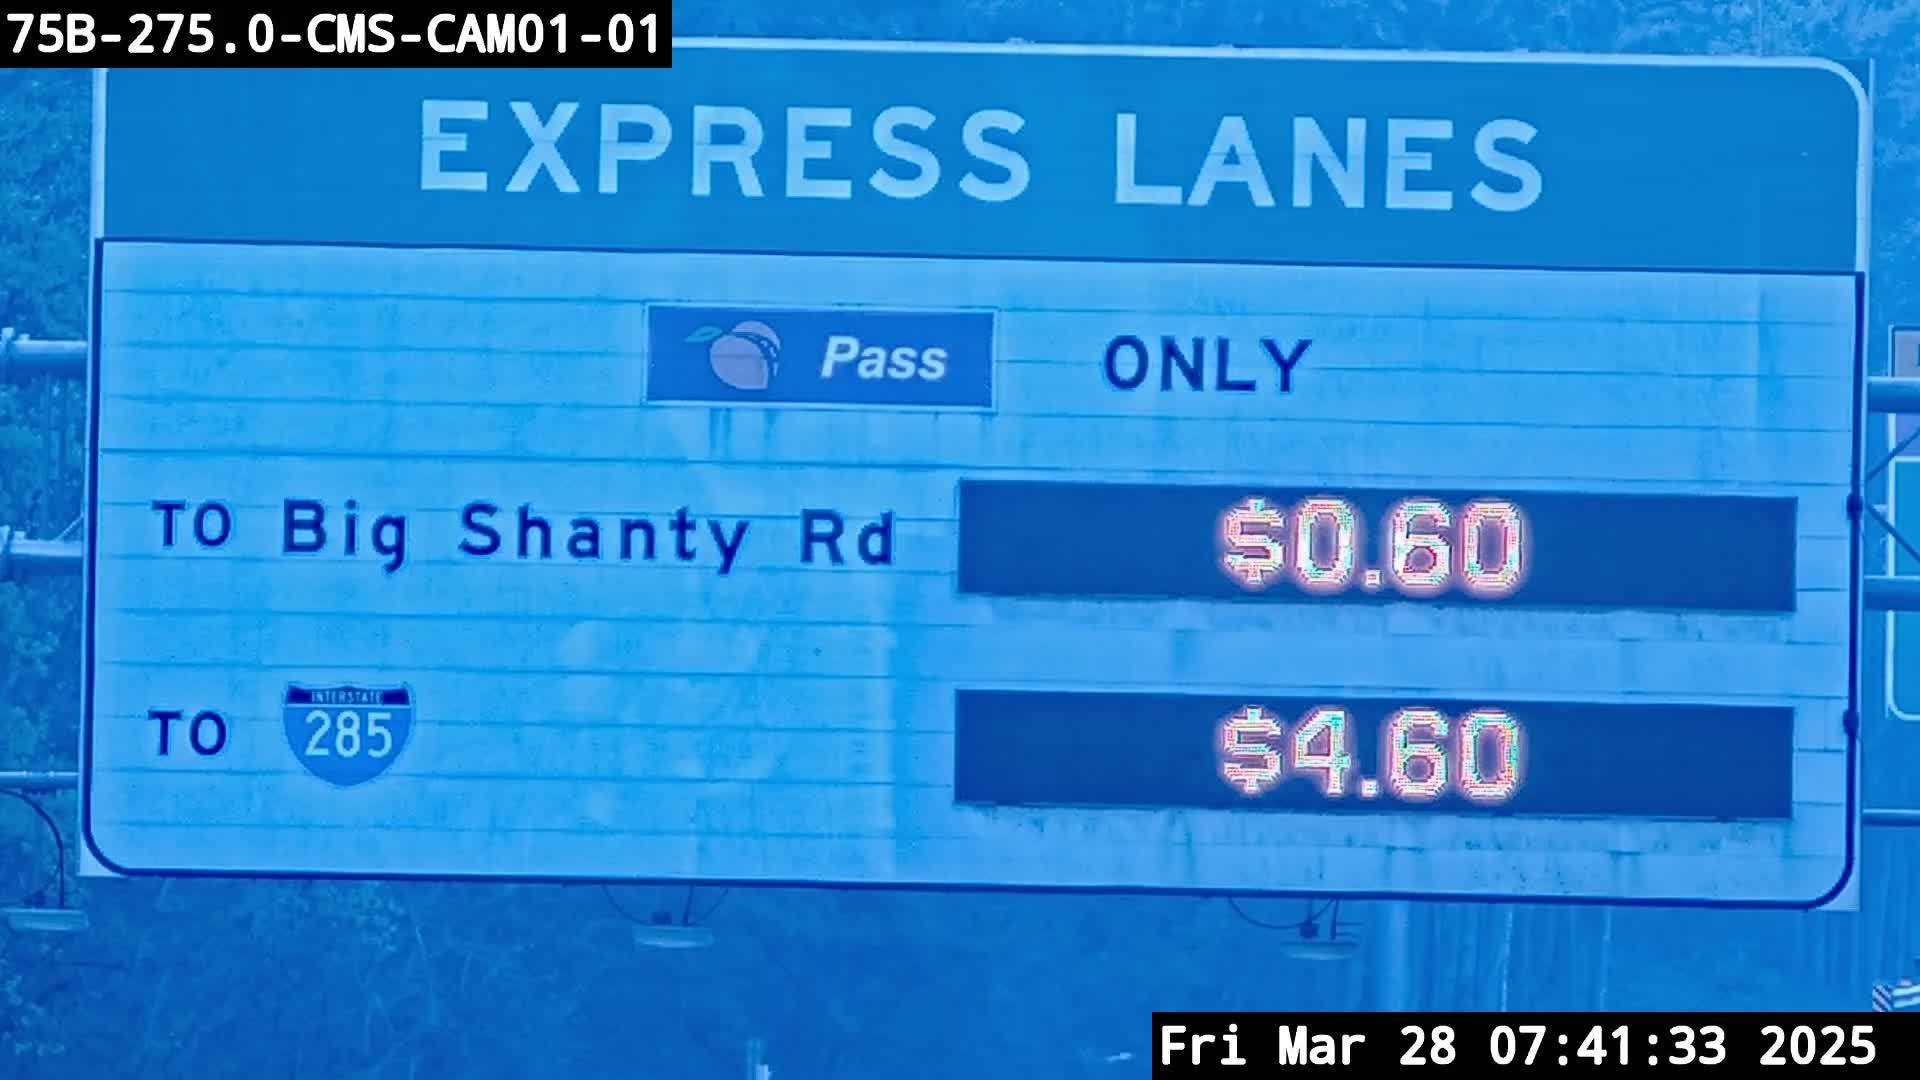 75B-275.0-CMS-CAM01-01
EXPRESS LANES
Pass ONLY
TO Big Shanty Rd $0.60
TO INTERSTATE 285 $4.60
Fri Mar 28 07:41:33 2025